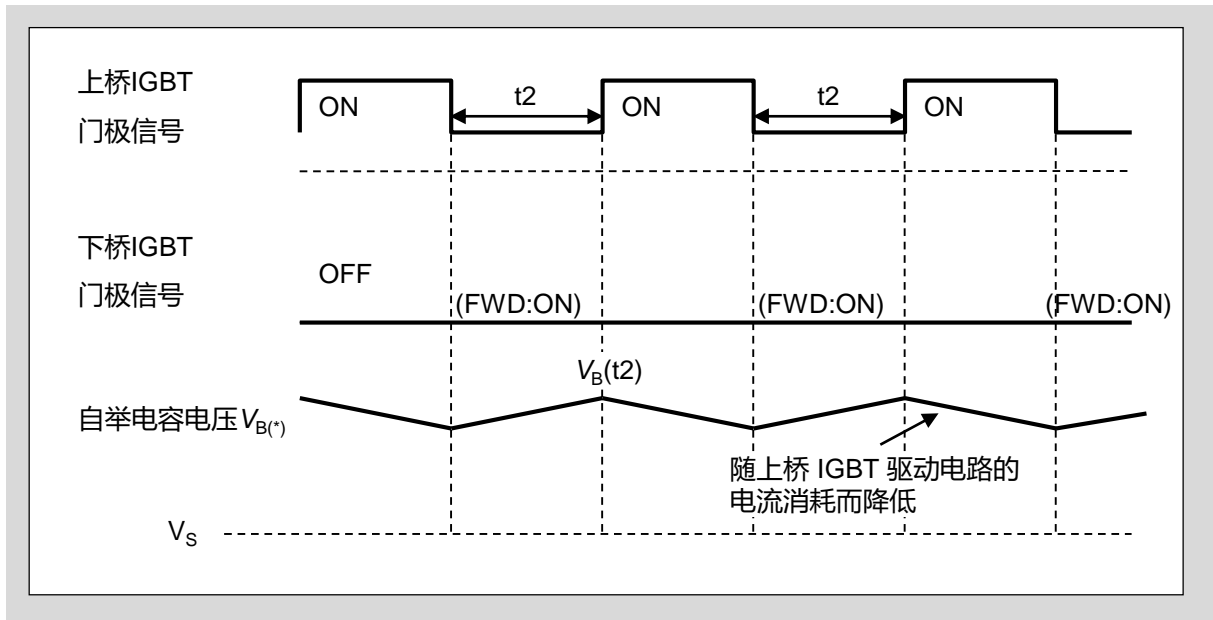 上桥IGBT
门极信号
ON
t2
ON
t2
ON
下桥IGBT
门极信号
OFF
(FWD:ON)
(FWD:ON)
(FWD:ON)
VB(t2)
自举电容电压VB(*)
随上桥 IGBT 驱动电路的
电流消耗而降低
VS